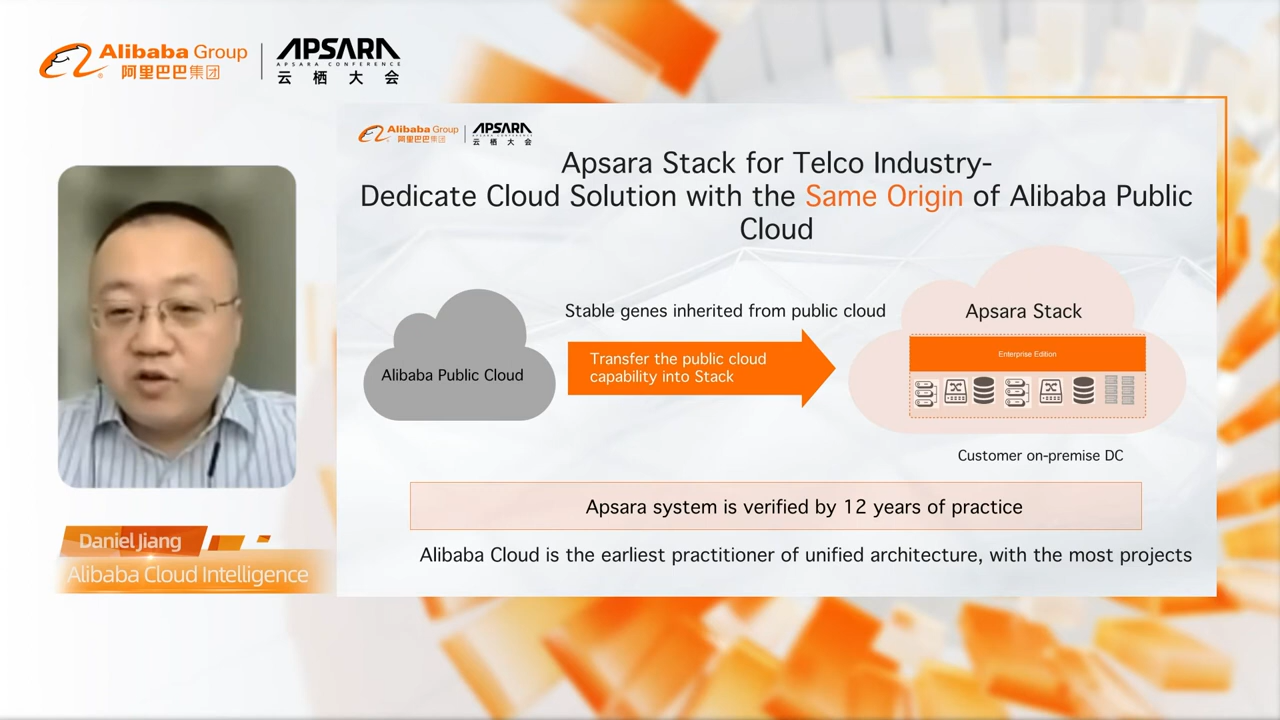 Alibaba Group
阿里巴巴集团
APSARA
APSARA CONFERENCE
云栖大会
Alibaba Group
阿里巴巴集团
APSARA
APSARA CONFERENCE
云栖大会
Apsara Stack for Telco Industry-
Dedicate Cloud Solution with the Same Origin of Alibaba Public
Cloud
Stable genes inherited from public cloud
Alibaba Public Cloud
Transfer the public cloud
capability into Stack
Apsara Stack
Enterprise Edition
Customer on-premise DC
Apsara system is verified by 12 years of practice
Alibaba Cloud is the earliest practitioner of unified architecture, with the most projects
Daniel Jiang
Alibaba Cloud Intelligence